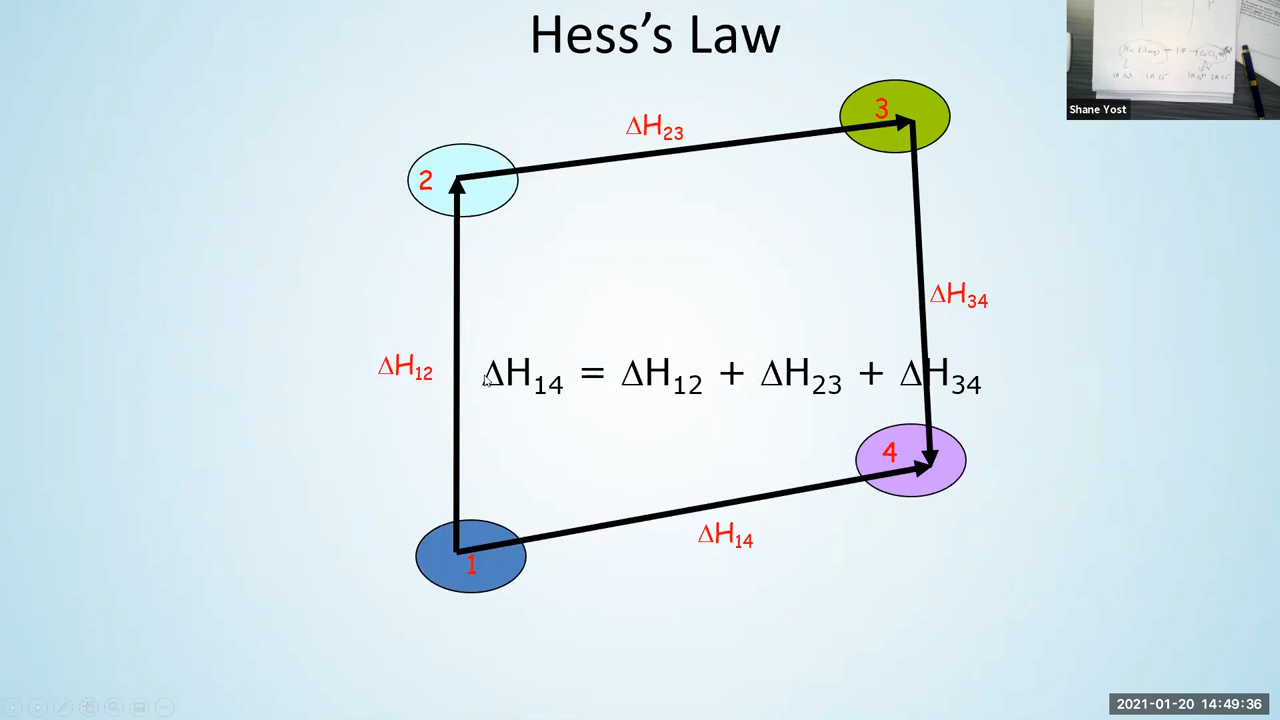 Hess’s Law
Shane Yost
3
ΔH₂₃
2
ΔH₃₄
ΔH₁₂
ΔH₁₄ = ΔH₁₂ + ΔH₂₃ + ΔH₃₄
4
ΔH₁₄
1
2021-01-20 14:49:36